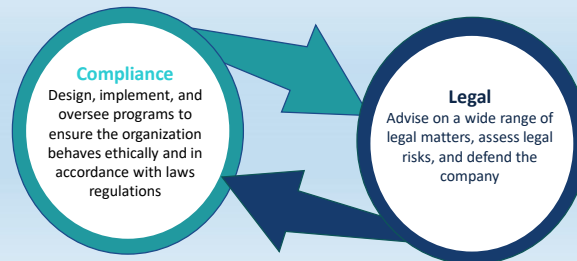 Compliance
Design, implement, and
oversee programs to
ensure the organization
behaves ethically and in
accordance with laws
regulations
Legal
Advise on a wide range of
legal matters, assess legal
risks, and defend the
company